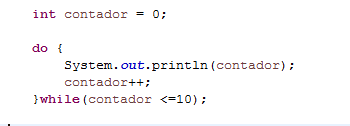 int contador = 0;
do {
System.out.println(contador);
contador++;
}while(contador <=10);